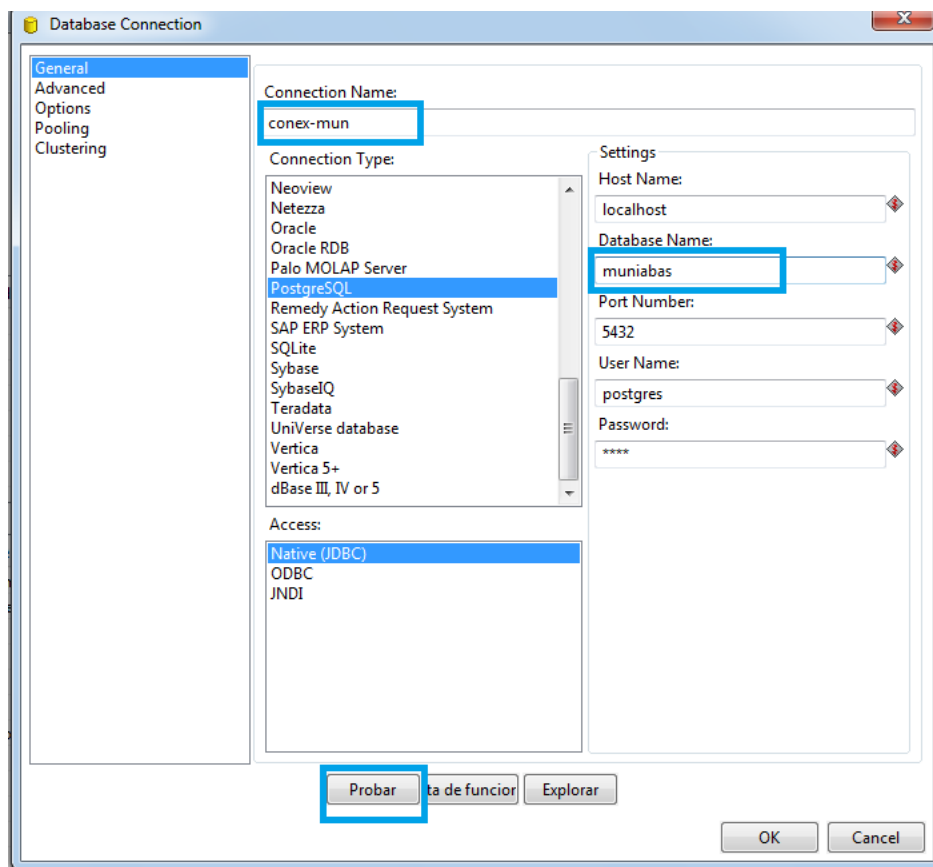 Database Connection
General
Advanced
Options
Pooling
Clustering
Connection Name:
conex-mun
Connection Type:
Neoview
Netezza
Oracle
Oracle RDB
Palo MOLAP Server
PostgreSQL
Remedy Action Request System
SAP ERP System
SQLite
Sybase
SybaseIQ
Teradata
UniVerse database
Vertica
Vertica 5+
dBase III, IV or 5
Access:
Native (JDBC)
ODBC
JNDI
Settings
Host Name:
localhost
Database Name:
muniabas
Port Number:
5432
User Name:
postgres
Password:
****
Probar
ta de funcior
Explorar
OK
Cancel